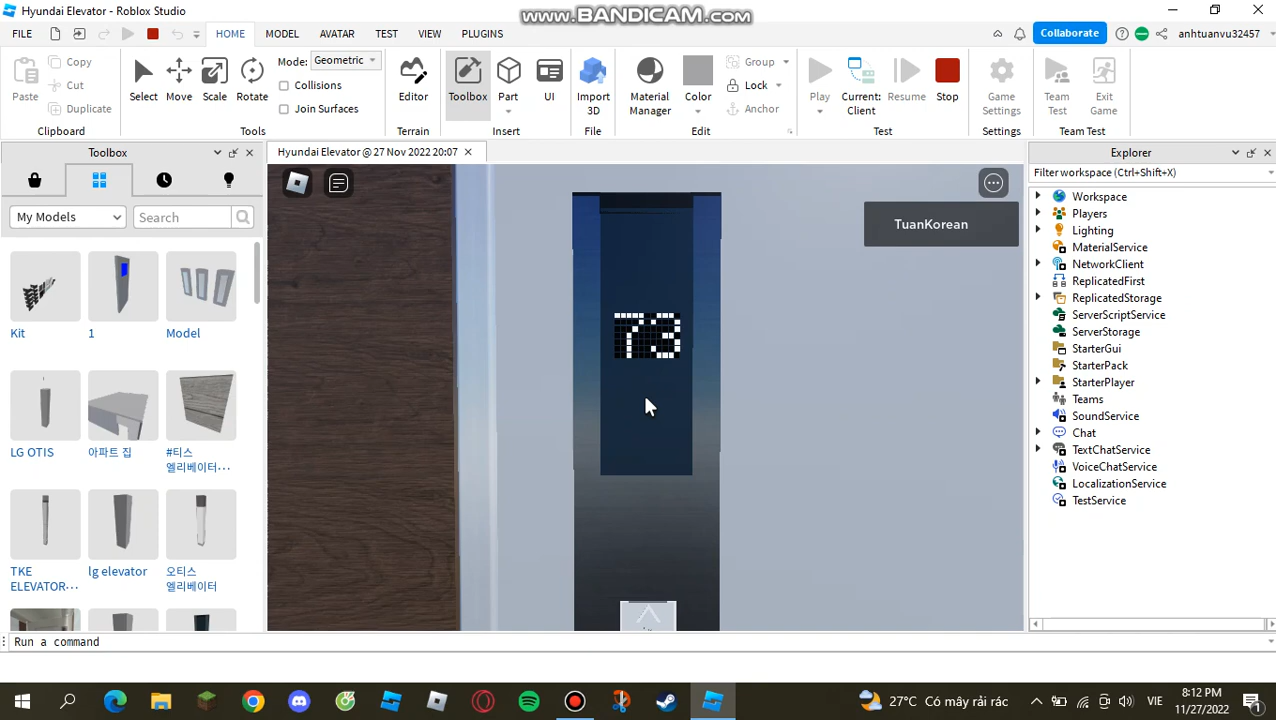 Hyundai Elevator - Roblox Studio
www.BANDICAM.com
FILE HOME MODEL AVATAR TEST VIEW PLUGINS Collaborate anhtuanvu32457
Paste Copy Cut Duplicate
Select Move Scale Rotate
Mode: Geometric
Collisions
Join Surfaces
Editor
Toolbox Part UI
Import 3D
Material Manager
Color
Group
Lock
Anchor
Play
Current: Client
Resume
Stop
Game Settings
Team Test
Exit Game
Clipboard Tools Terrain Insert File Edit Test Settings Team Test
Toolbox
My Models Search
Kit 1 Model
LG OTIS 아파트 집 #티스 엘리베이터...
TKE ELEVATOR... lg elevator 오티스 엘리베이터
Hyundai Elevator @ 27 Nov 2022 20:07
TuanKorean
Explorer
Filter workspace (Ctrl+Shift+X)
Workspace
Players
Lighting
MaterialService
NetworkClient
ReplicatedFirst
ReplicatedStorage
ServerScriptService
ServerStorage
StarterGui
StarterPack
StarterPlayer
Teams
SoundService
Chat
TextChatService
VoiceChatService
LocalizationService
TestService
Run a command
27°C Có mây rải rác
VIE
8:12 PM
11/27/2022
1